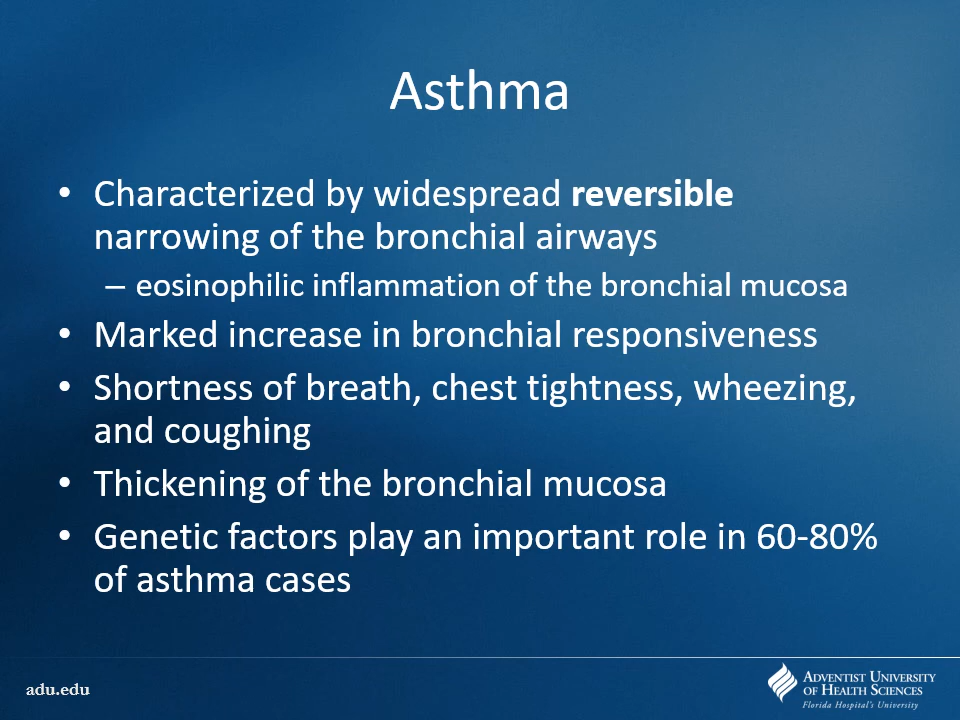 Asthma
• Characterized by widespread reversible
narrowing of the bronchial airways
– eosinophilic inflammation of the bronchial mucosa
• Marked increase in bronchial responsiveness
• Shortness of breath, chest tightness, wheezing,
and coughing
• Thickening of the bronchial mucosa
• Genetic factors play an important role in 60-80%
of asthma cases
adu.edu
Adventist University
of Health Sciences
Florida Hospital's University